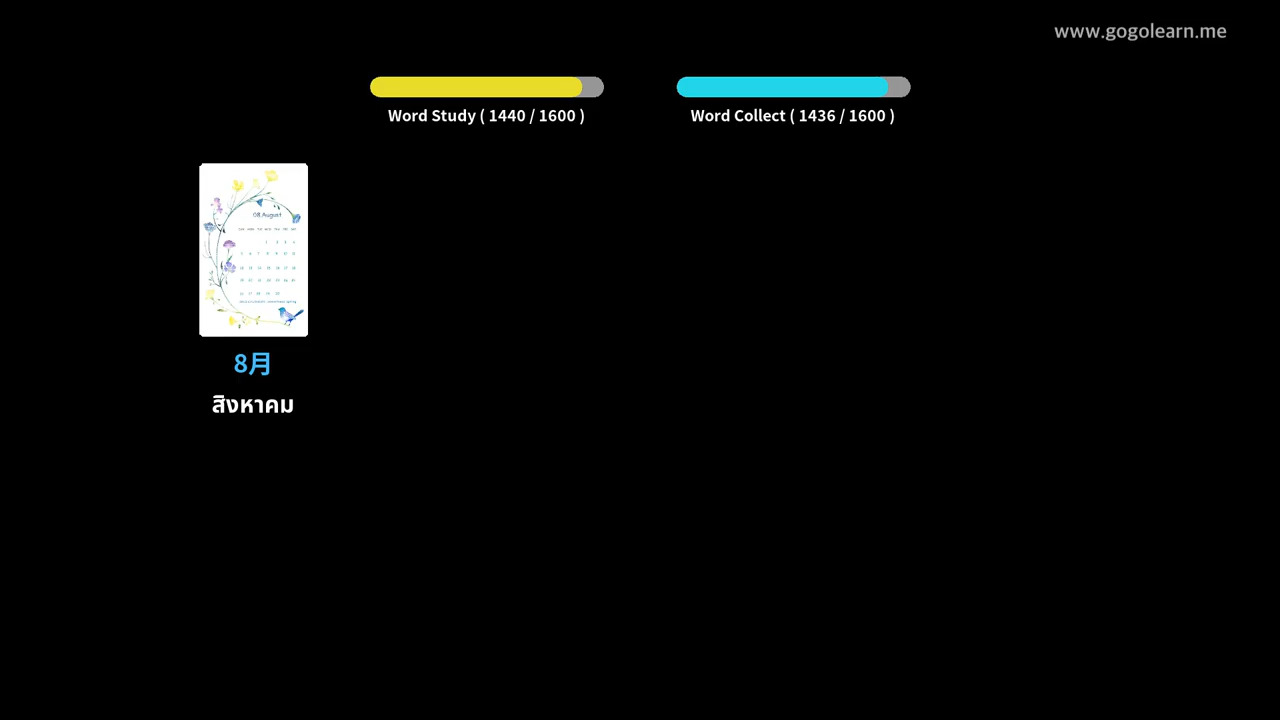 www.gogolearn.me
Word Study ( 1440 / 1600 )
Word Collect ( 1436 / 1600 )
08 August
8月
สิงหาคม